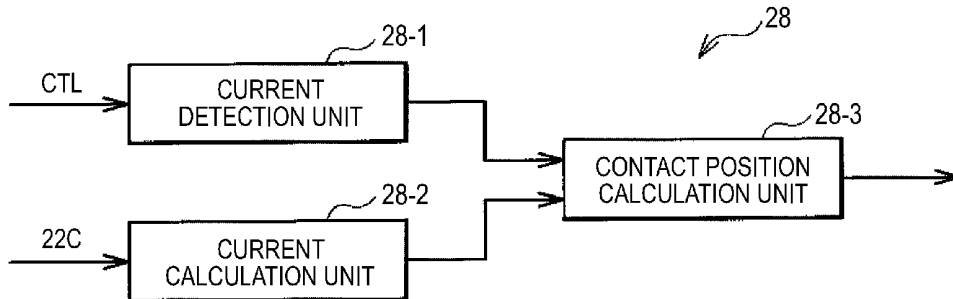 28
28-1
CTL
CURRENT
DETECTION UNIT
28-3
CONTACT POSITION
CALCULATION UNIT
28-2
22C
CURRENT
CALCULATION UNIT